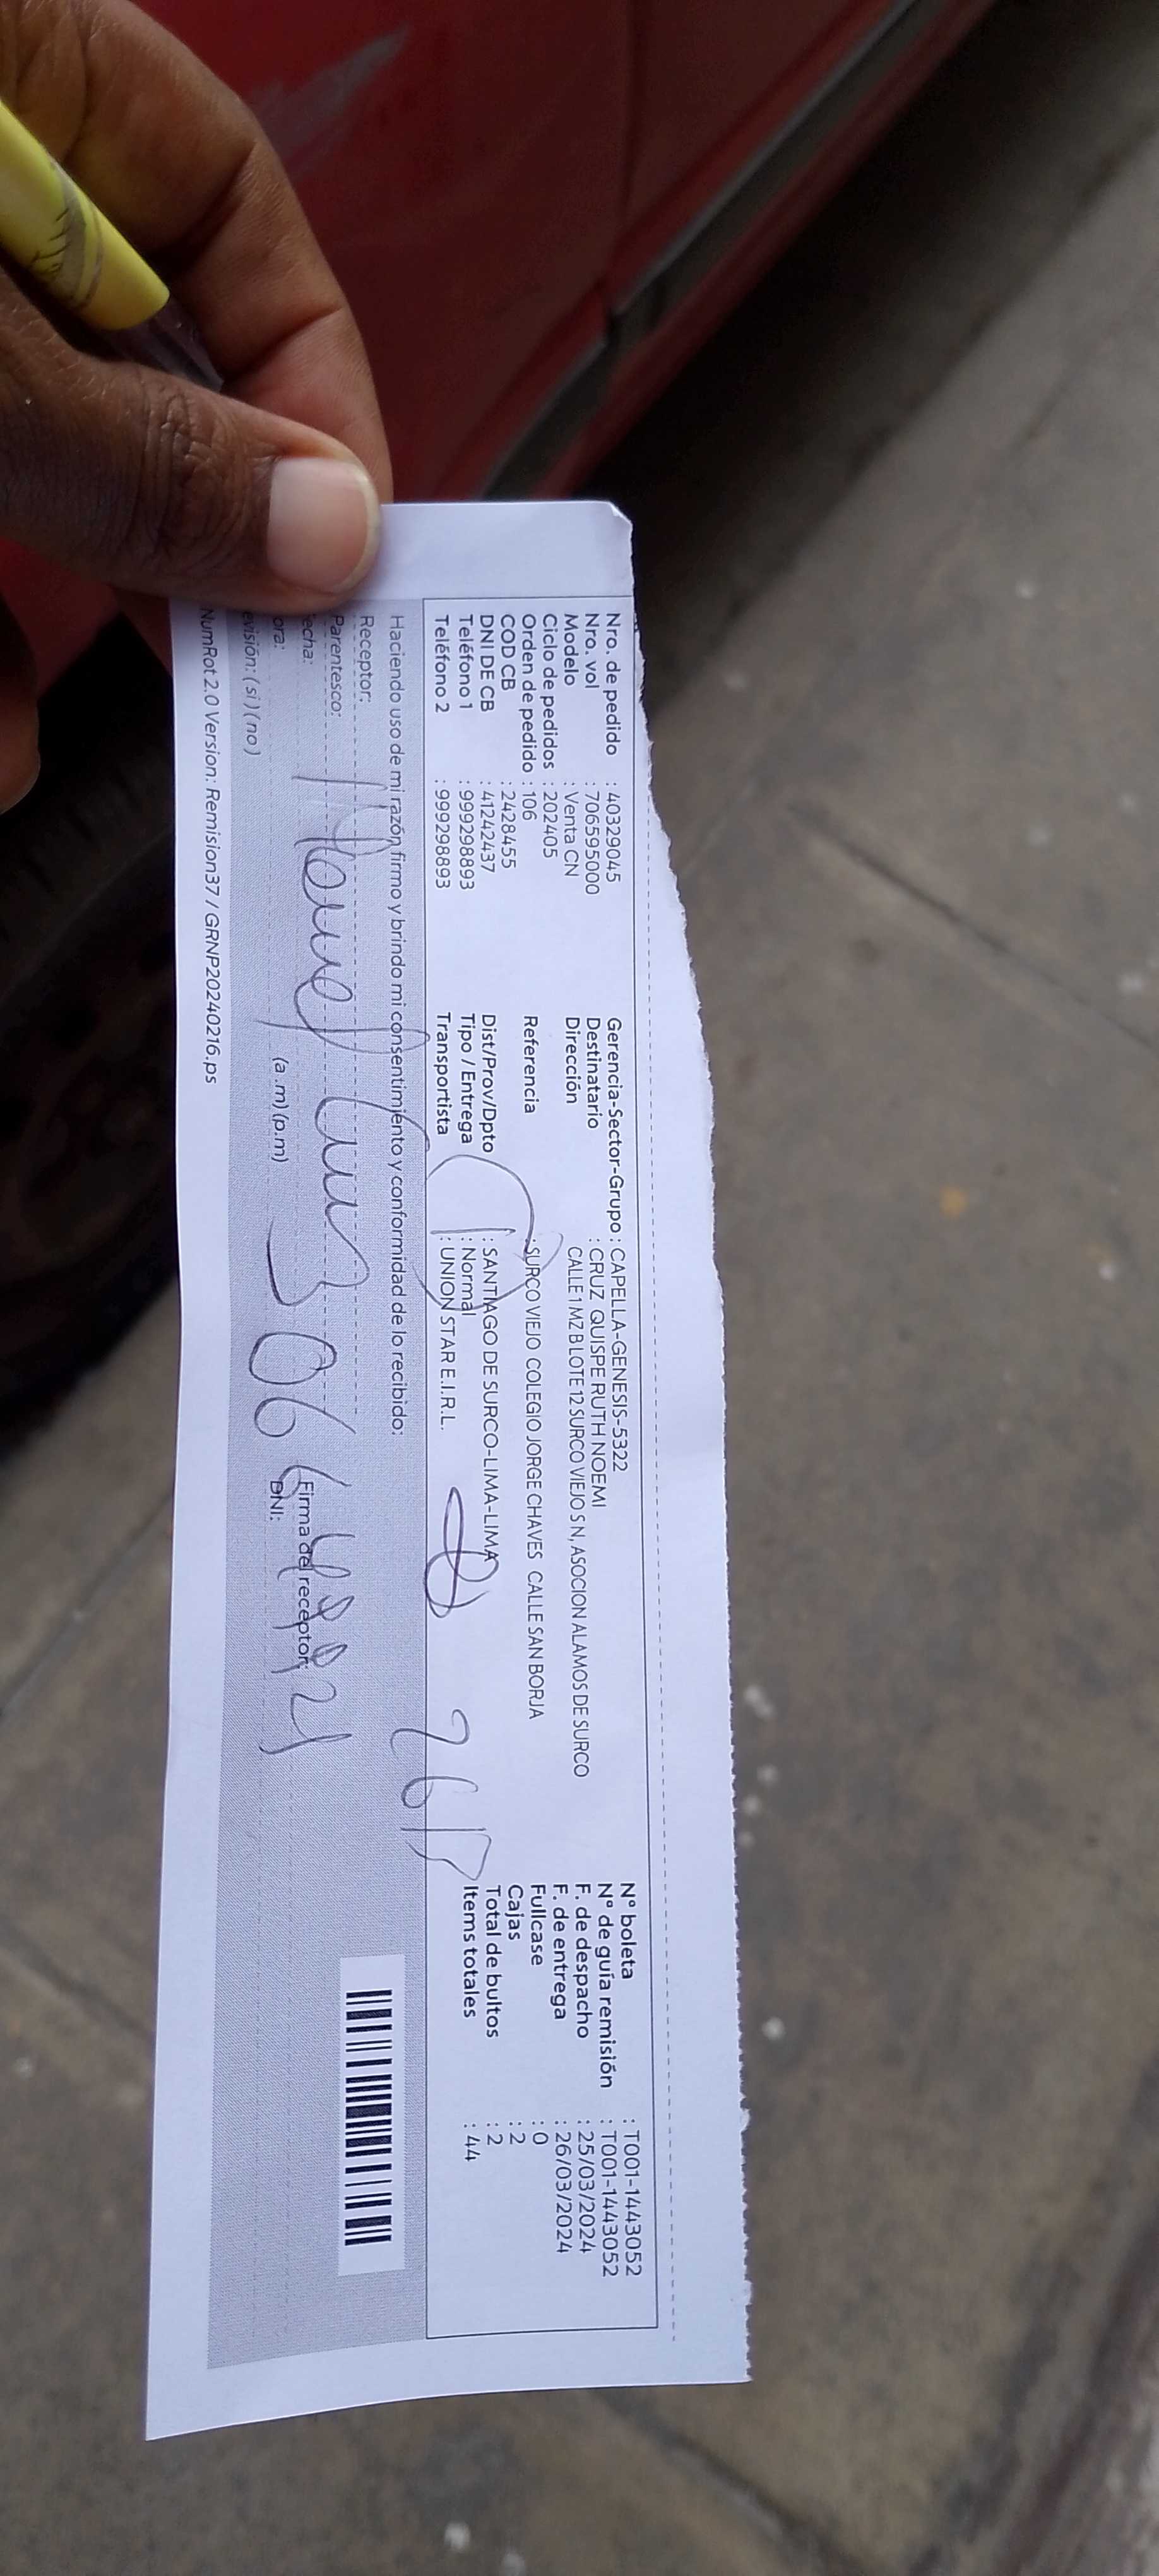 Nro. de pedido : 40329045
Nro. vol : 706595000
Modelo : Venta CN
Ciclo de pedidos : 202405
Orden de pedido : 106
COD CB : 2428455
DNI DE CB : 41242437
Teléfono 1 : 999298893
Teléfono 2 : 999298893
Gerencia-Sector-Grupo : CAPELLA-GENESIS-5322
Destinatario : CRUZ QUISPE RUTH NOEMI
Dirección CALLE 1 MZ B LOTE 12 SURCO VIEJO S N, ASOCION ALAMOS DE SURCO
Referencia : SURCO VIEJO COLEGIO JORGE CHAVES CALLE SAN BORJA
Dist/Prov/Dpto : SANTIAGO DE SURCO-LIMA-LIMA
Tipo / Entrega : Normal
Transportista : UNION STAR E.I.R.L.
N° boleta : T001-1443052
N° de guía remisión : T001-1443052
F. de despacho : 25/03/2024
F. de entrega : 26/03/2024
Fullcase : 0
Cajas : 2
Total de bultos : 2
Items totales : 44
Haciendo uso de mi razón firmo y brindo mi consentimiento y conformidad de lo recibido:
Receptor:
Parentesco:
echa:
Firma del receptor:
ora: (a .m) (p.m) DNI:
evisión: ( si ) ( no )
NumRot 2.0 Version: Remision37 / GRNP20240216.ps